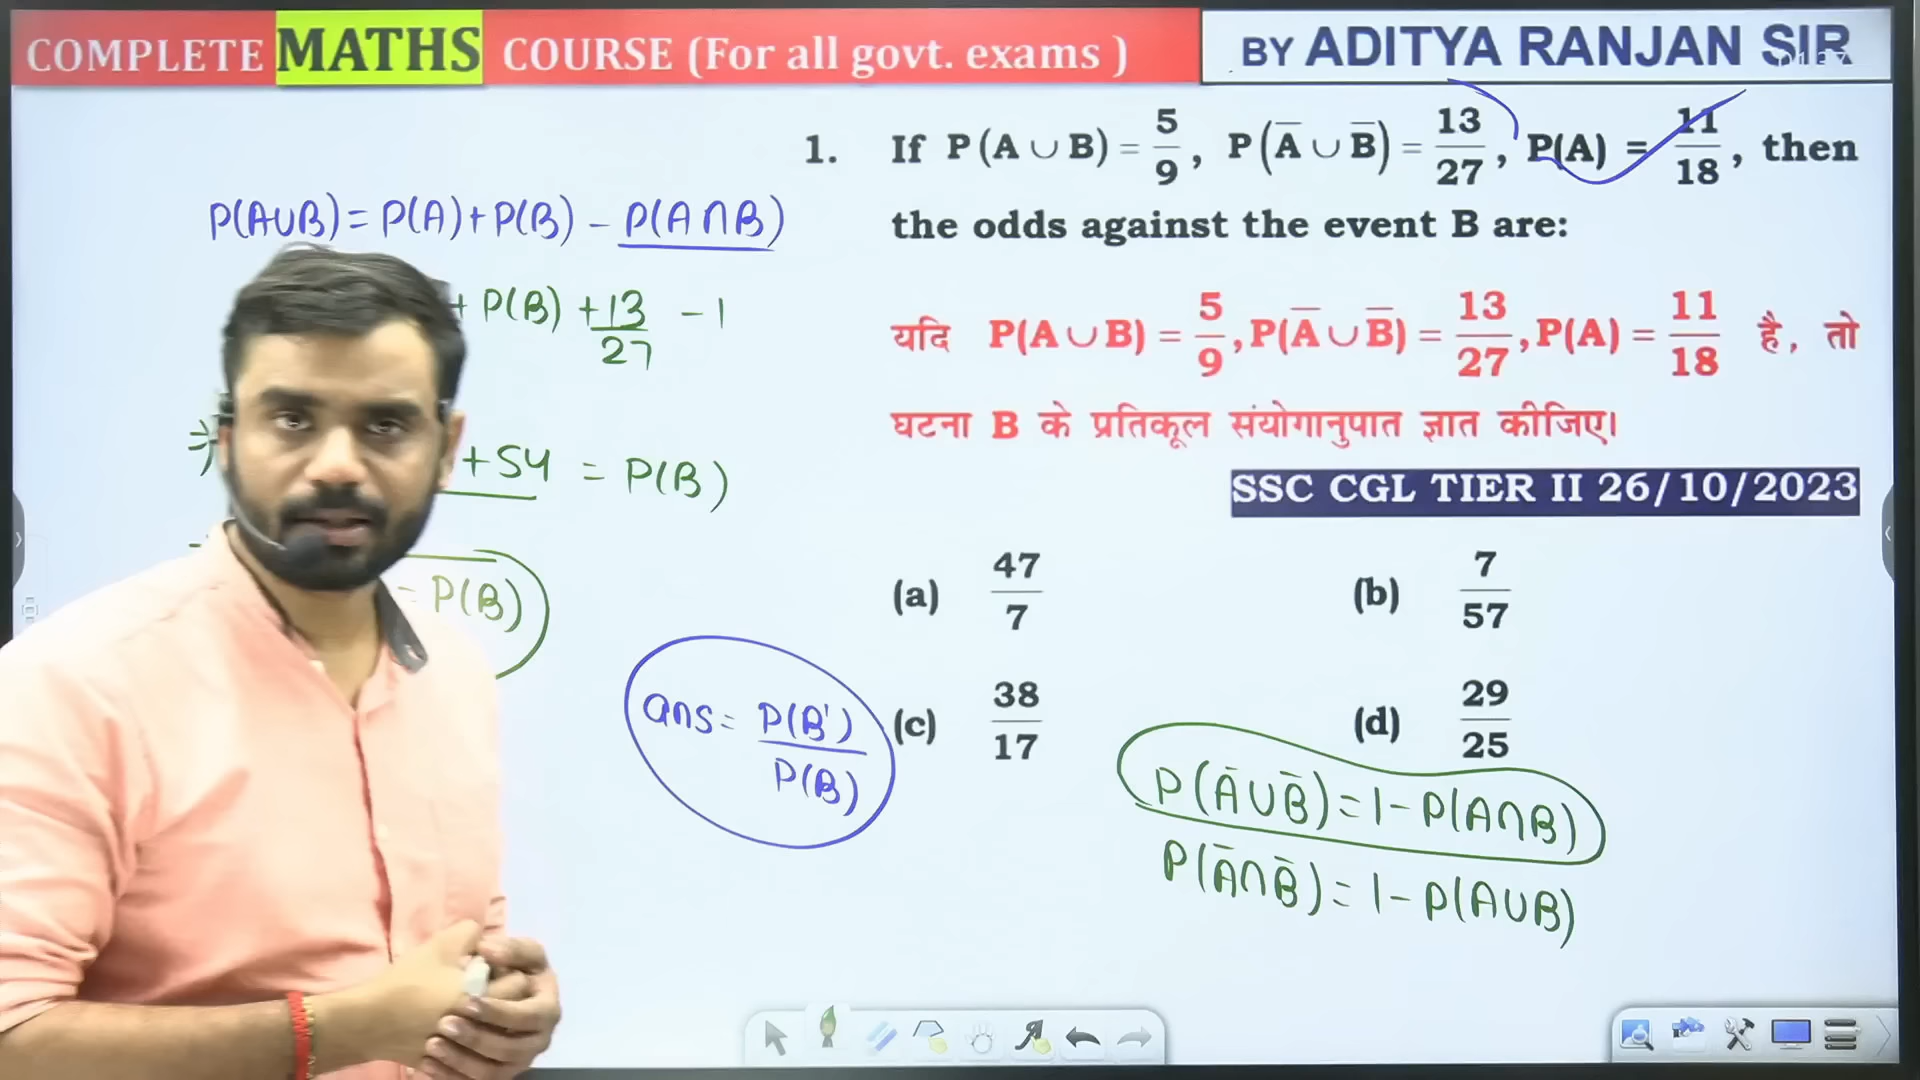 COMPLETE MATHS COURSE (For all govt. exams )
BY ADITYA RANJAN SIR
1. If P(A ∪ B) = 5/9, P(A̅ ∪ B̅) = 13/27, P(A) = 11/18, then
the odds against the event B are:
यदि P(A ∪ B) = 5/9, P(A̅ ∪ B̅) = 13/27, P(A) = 11/18 है, तो
घटना B के प्रतिकूल संयोगानुपात ज्ञात कीजिए।
SSC CGL TIER II 26/10/2023
(a) 47/7
(b) 7/57
(c) 38/17
(d) 29/25
P(A∪B) = P(A) + P(B) - P(A∩B)
+ P(B) + 13/27 - 1
⇒ + 54 = P(B)
= P(B)
ans = P(B')/P(B)
P(A̅∪B̅) = 1 - P(A∩B)
P(A̅∩B̅) = 1 - P(A∪B)